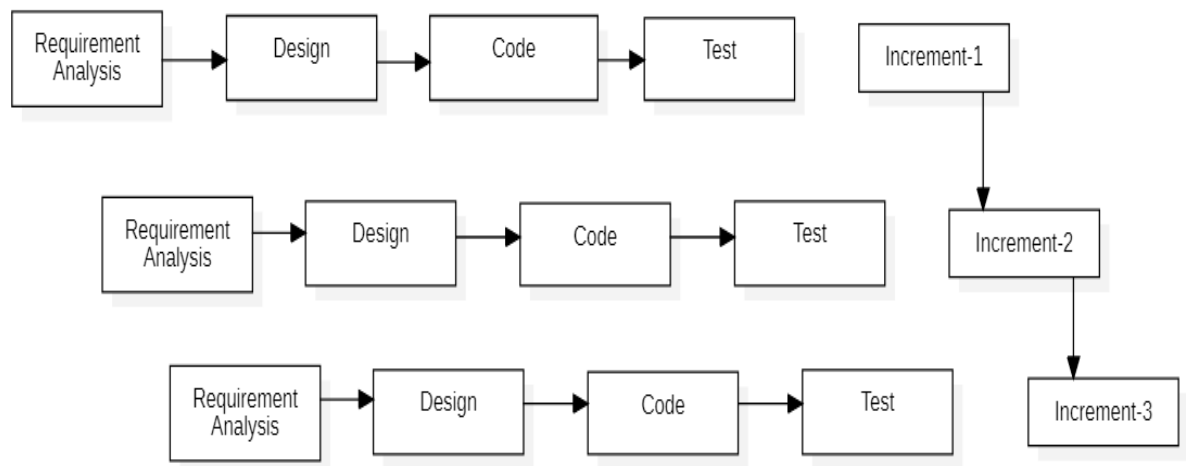 Requirement
Analysis
Design
Code
Test
Increment-1
Requirement
Analysis
Design
Code
Test
Increment-2
Requirement
Analysis
Design
Code
Test
Increment-3